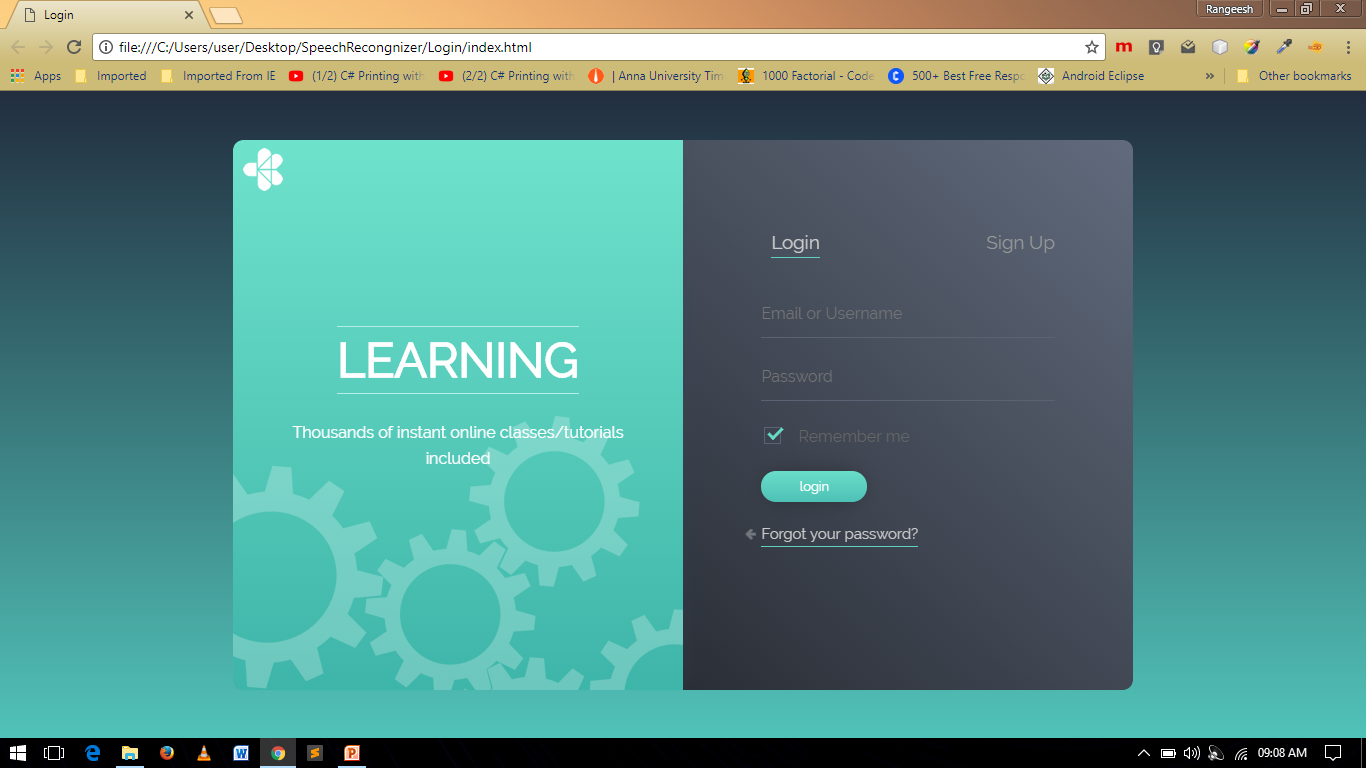 Login
Rangeesh
file:///C:/Users/user/Desktop/SpeechRecongnizer/Login/index.html
Apps
Imported
Imported From IE
(1/2) C# Printing with
(2/2) C# Printing with
| Anna University Tim
1000 Factorial - Code
500+ Best Free Respo
Android Eclipse
»
Other bookmarks
Login
Sign Up
Email or Username
LEARNING
Password
Thousands of instant online classes/tutorials
included
Remember me
login
Forgot your password?
09:08 AM